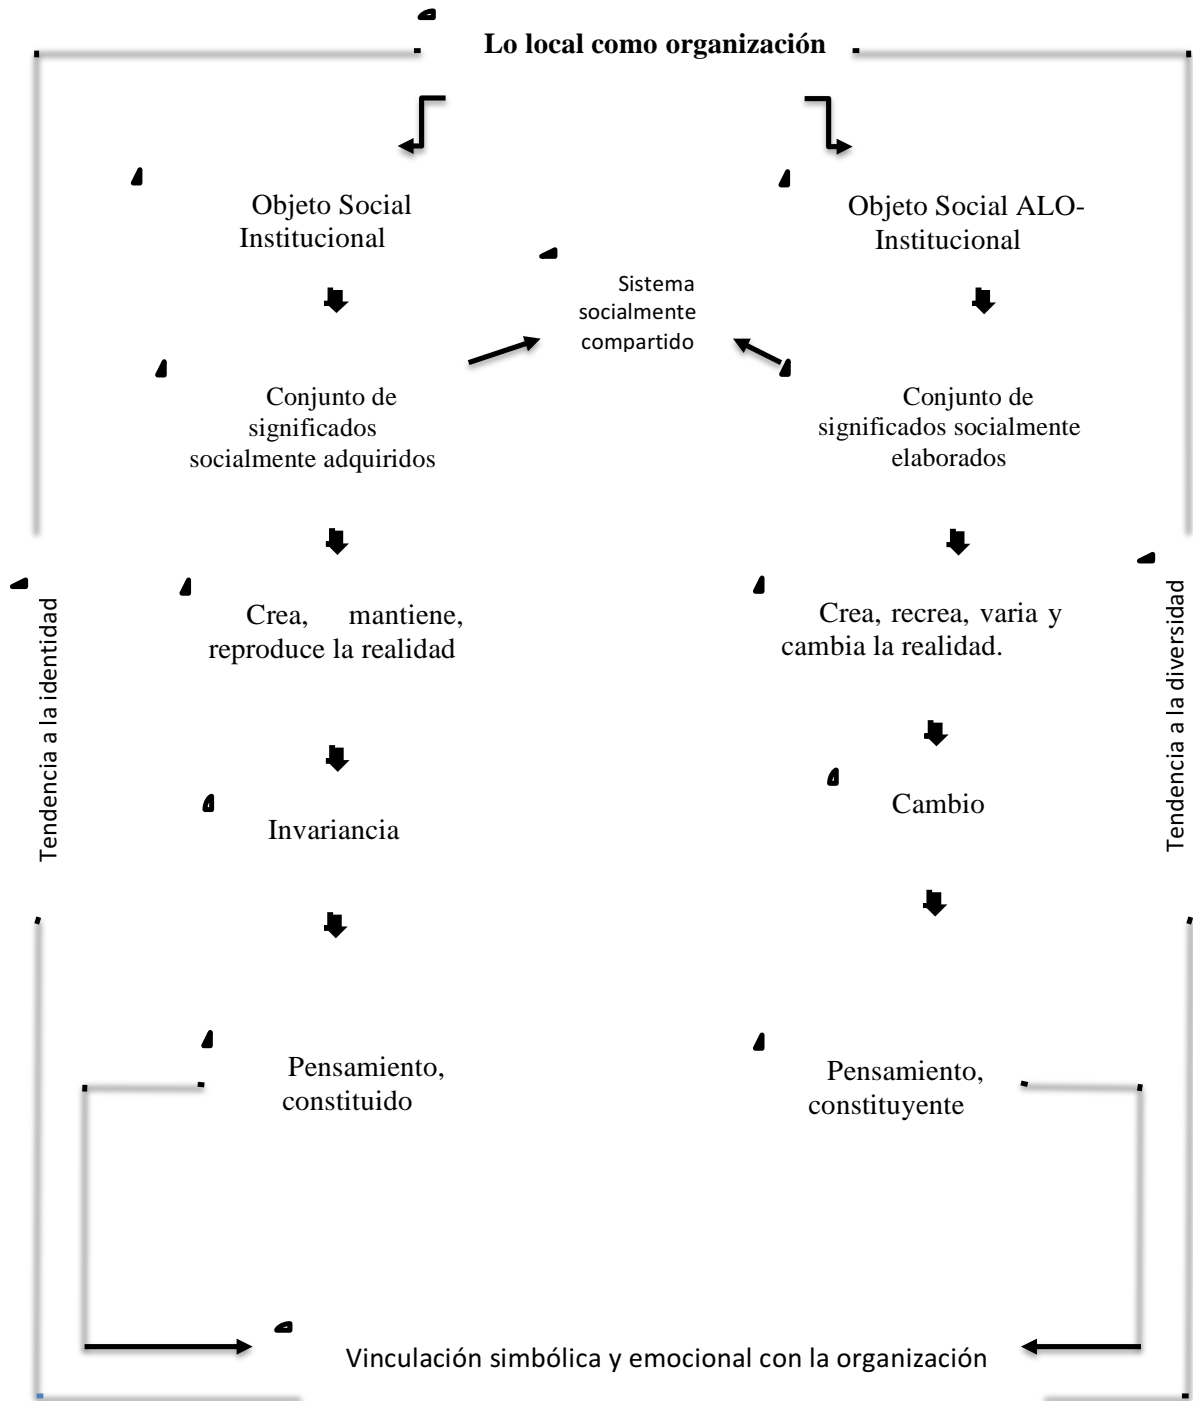 Lo local como organización
Objeto Social
Institucional
Objeto Social ALO-
Institucional
Sistema
socialmente
compartido
Conjunto de
significados
socialmente adquiridos
Conjunto de
significados socialmente
elaborados
Tendencia a la identidad
Crea, mantiene,
reproduce la realidad
Crea, recrea, varia y
cambia la realidad.
Tendencia a la diversidad
Invariancia
Cambio
Pensamiento,
constituido
Pensamiento,
constituyente
Vinculación simbólica y emocional con la organización